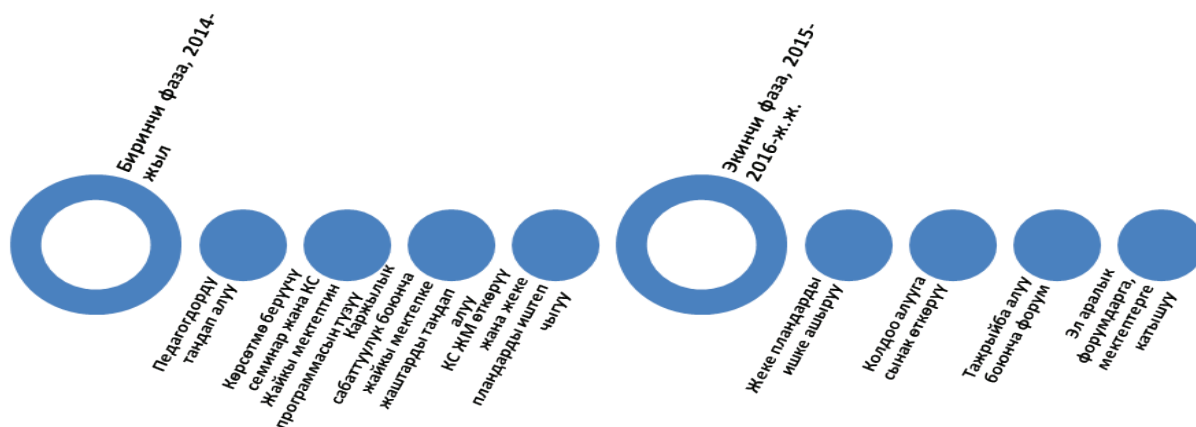 Биринчи фаза, 2014-
жыл
Педагогдорду
тандап алуу
Көрсөтмө берүүчү
семинар жана КС
Жайкы мектептин
программасын түзүү
Каржылык
сабаттуулук боюнча
жайкы мектепке
жаштарды тандап
алуу
КС ЖМ өткөрүү
жана жеке
пландарды иштеп
чыгуу
Экинчи фаза, 2015-
2016-ж.ж.
Жеке пландарды
ишке ашыруу
Колдоо алууга
сынак өткөрүү
Тажрыйба алуу
боюнча форум
Эл аралык
форумдарга,
мектептерге
катышуу